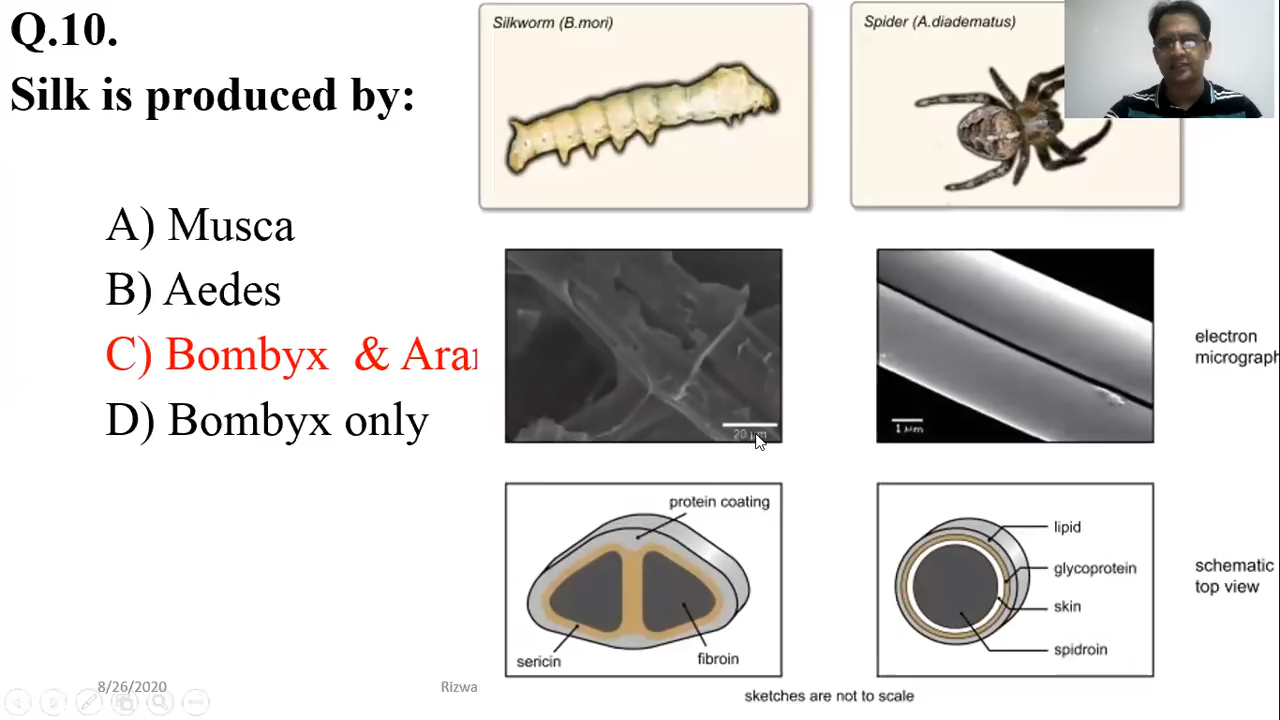 Q.10.
Silk is produced by:
A) Musca
B) Aedes
C) Bombyx & Ara
D) Bombyx only
8/26/2020
Rizwa
Silkworm (B.mori)
Spider (A.diadematus)
20 µm
1 µm
electron
micrograph
protein coating
sericin
fibroin
lipid
glycoprotein
skin
spidroin
schematic
top view
sketches are not to scale